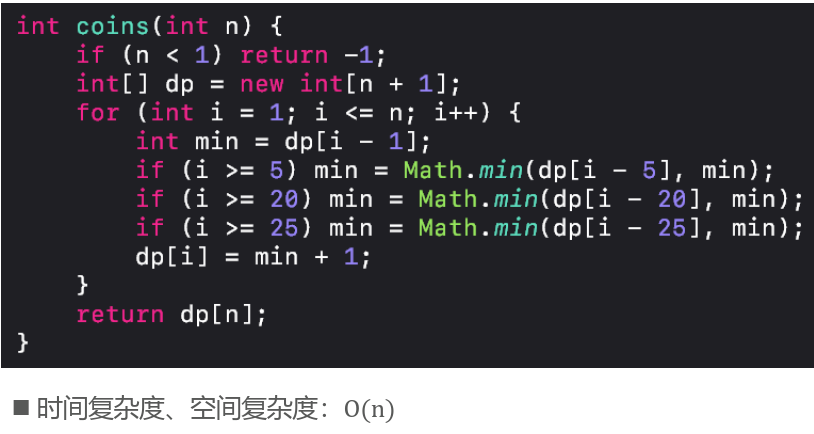 int coins(int n) {
    if (n < 1) return -1;
    int[] dp = new int[n + 1];
    for (int i = 1; i <= n; i++) {
        int min = dp[i - 1];
        if (i >= 5) min = Math.min(dp[i - 5], min);
        if (i >= 20) min = Math.min(dp[i - 20], min);
        if (i >= 25) min = Math.min(dp[i - 25], min);
        dp[i] = min + 1;
    }
    return dp[n];
}
■ 时间复杂度、空间复杂度：O(n)